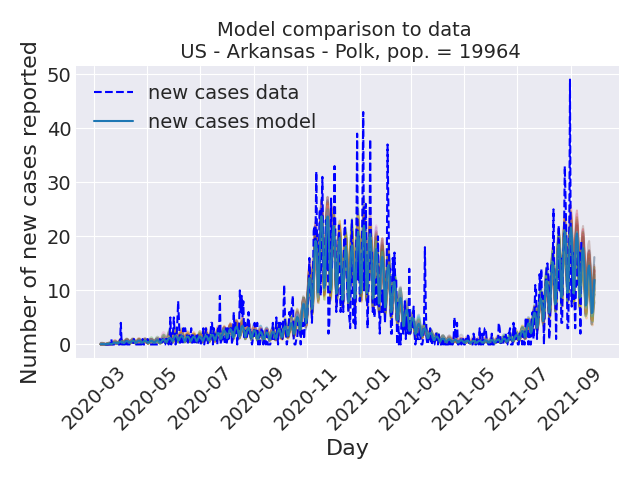 Model comparison to data
US - Arkansas - Polk, pop. = 19964
Number of new cases reported
50
40
30
20
10
0
new cases data
new cases model
2020-03
2020-05
2020-07
2020-09
2020-11
2021-01
2021-03
2021-05
2021-07
2021-09
Day